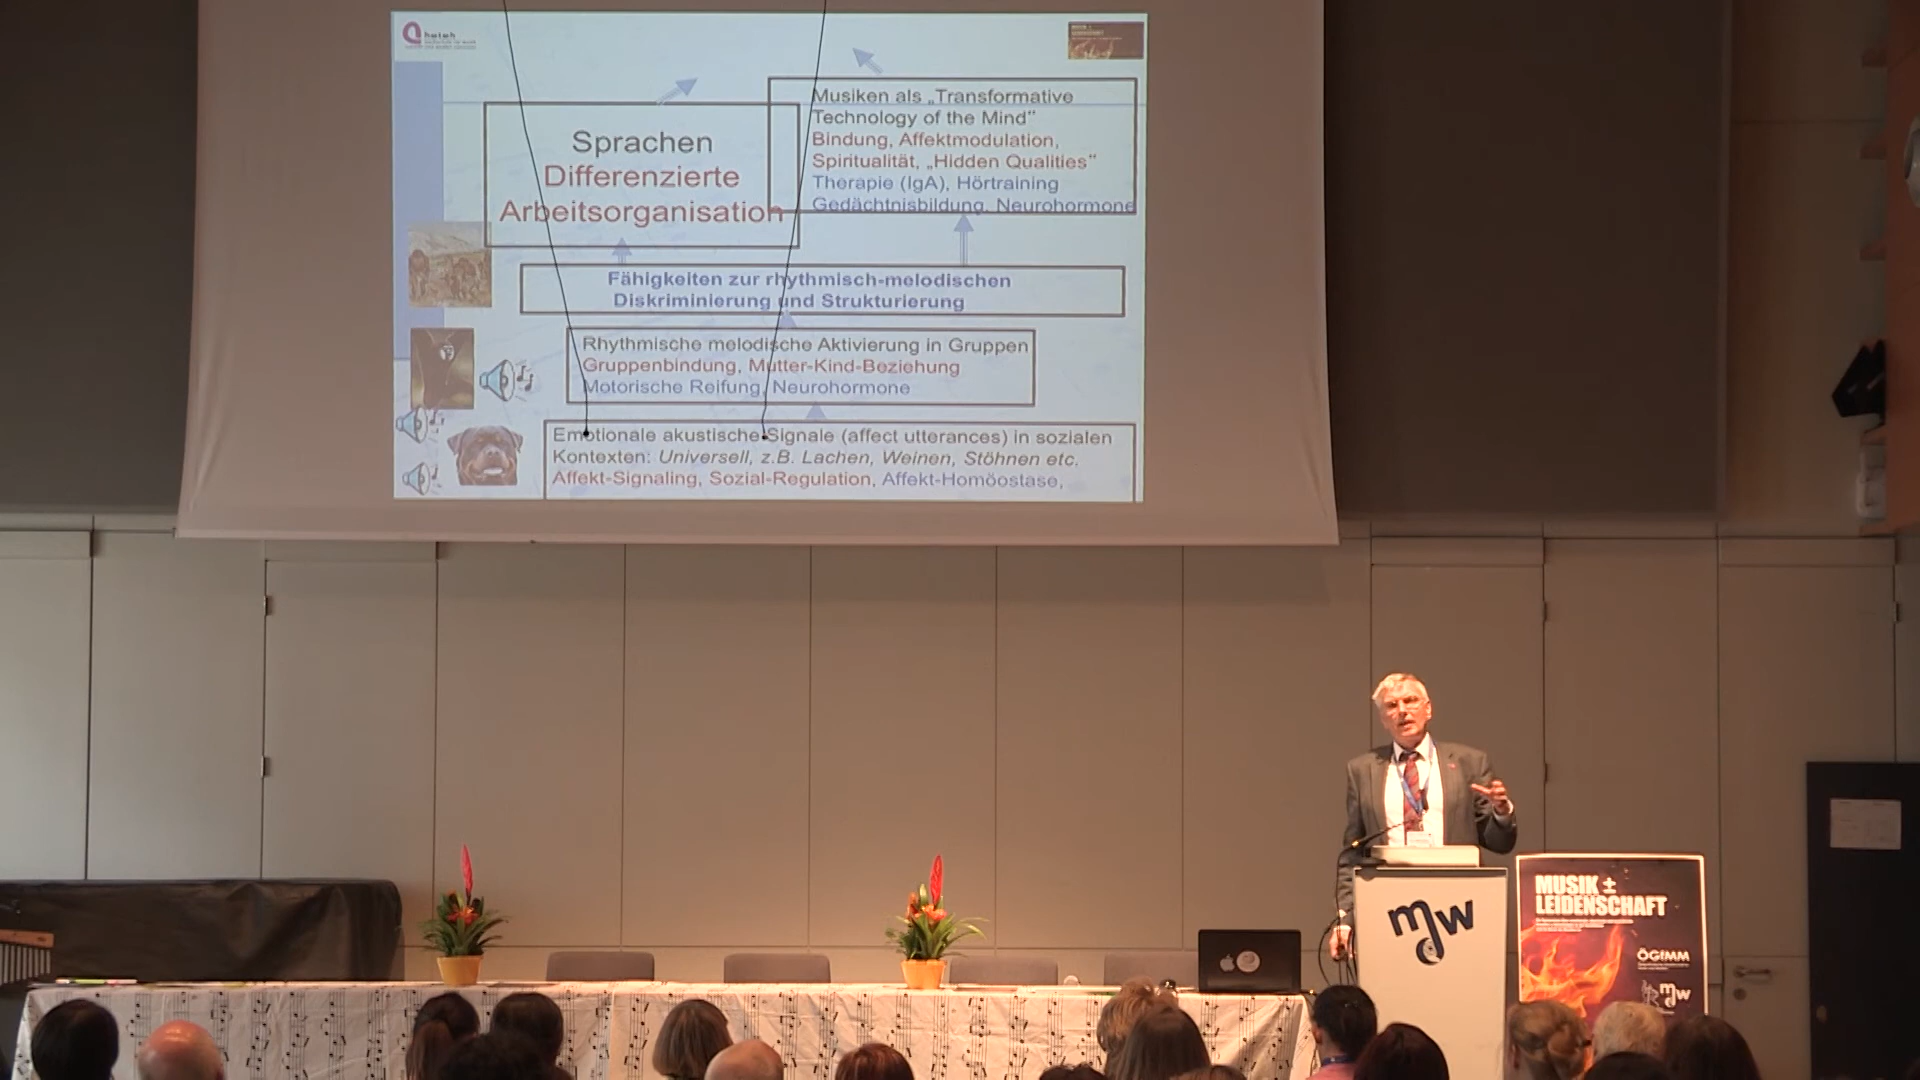 Musiken als „Transformative
Technology of the Mind“
Bindung, Affektmodulation,
Spiritualität, „Hidden Qualities“
Therapie (IgA), Hörtraining
Gedächtnisbildung, Neurohormone
Sprachen
Differenzierte
Arbeitsorganisation
Fähigkeiten zur rhythmisch-melodischen
Diskriminierung und Strukturierung
Rhythmische melodische Aktivierung in Gruppen
Gruppenbindung, Mutter-Kind-Beziehung
Motorische Reifung, Neurohormone
Emotionale akustische Signale (affect utterances) in sozialen
Kontexten: Universell, z.B. Lachen, Weinen, Stöhnen etc.
Affekt-Signaling, Sozial-Regulation, Affekt-Homöostase,
mdw
MUSIK ±
LEIDENSCHAFT
ÖGfMM
mdw